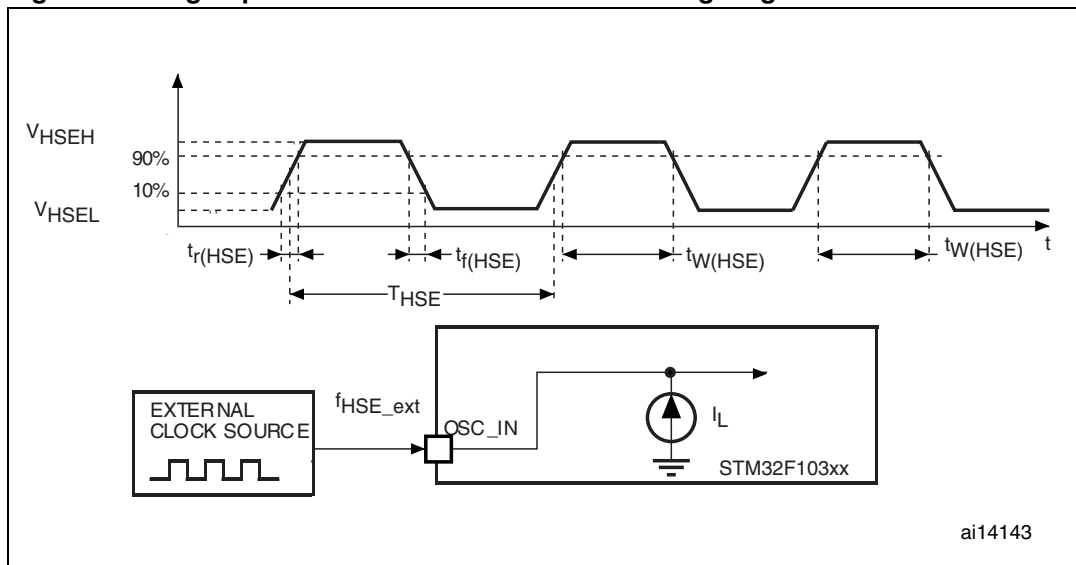 VHSEH
90%
10%
VHSEL
tr(HSE)
tf(HSE)
tW(HSE)
tW(HSE)
t
THSE
EXTERNAL
CLOCK SOURCE
fHSE_ext
OSC_IN
IL
STM32F103xx
ai14143